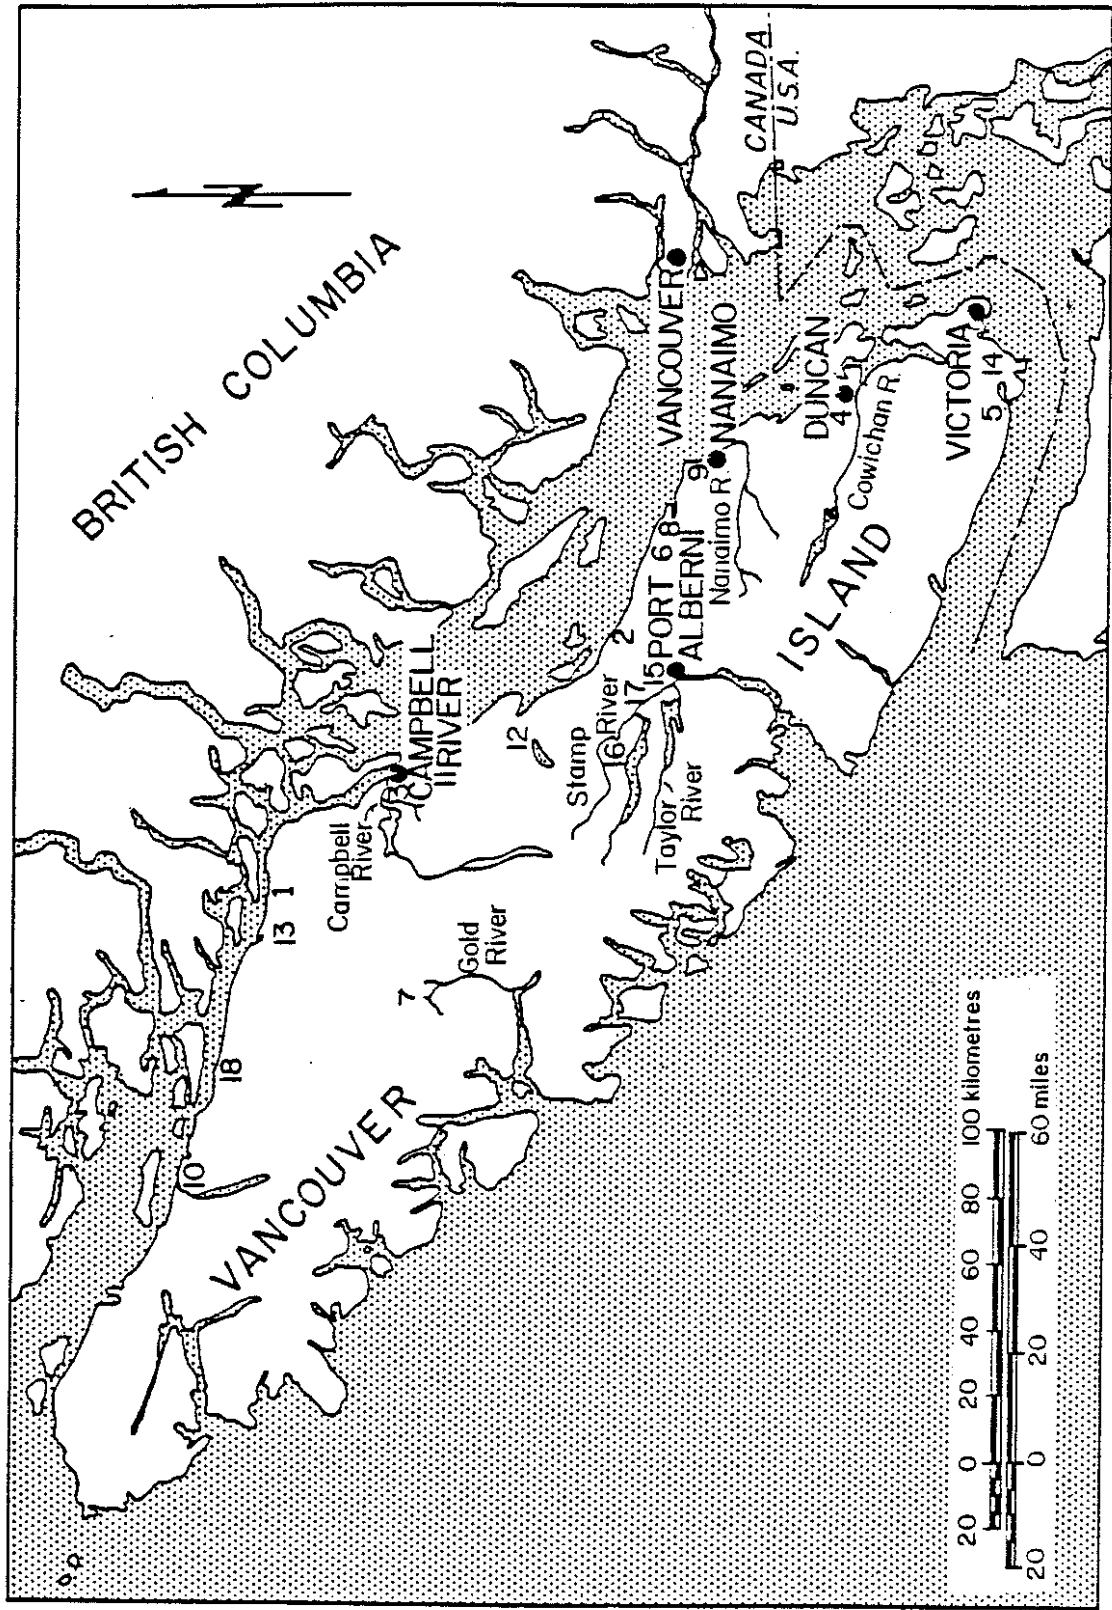 BRITISH COLUMBIA
CANADA
U.S.A.
VANCOUVER
NANAIMO
9
Nanaimo R.
DUNCAN
4
Cowichan R.
VICTORIA
5
14
CAMPBELL
RIVER
11
3
Campbell
River
12
2
PORT
ALBERNI
6
8
15
17
16
Stamp
River
Taylor
River
Gold
River
7
1
13
18
10
VANCOUVER
ISLAND
20 0 20 40 60 80 100 kilometres
20 0 20 40 60 miles